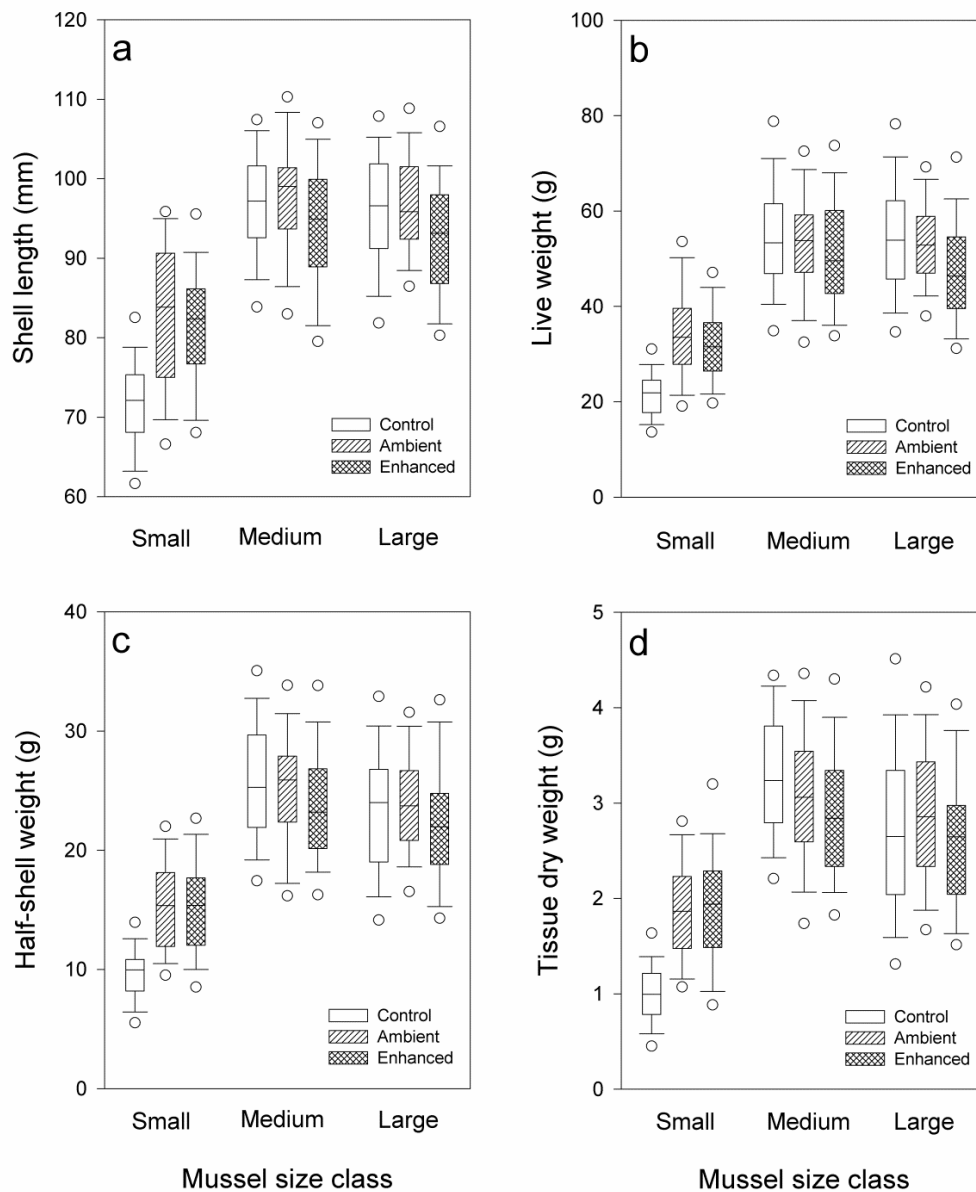 a
Shell length (mm)
120
110
100
90
80
70
60
Control
Ambient
Enhanced
Small
Medium
Large
b
Live weight (g)
100
80
60
40
20
0
Control
Ambient
Enhanced
Small
Medium
Large
c
Half-shell weight (g)
40
30
20
10
0
Control
Ambient
Enhanced
Small
Medium
Large
Mussel size class
d
Tissue dry weight (g)
5
4
3
2
1
0
Control
Ambient
Enhanced
Small
Medium
Large
Mussel size class